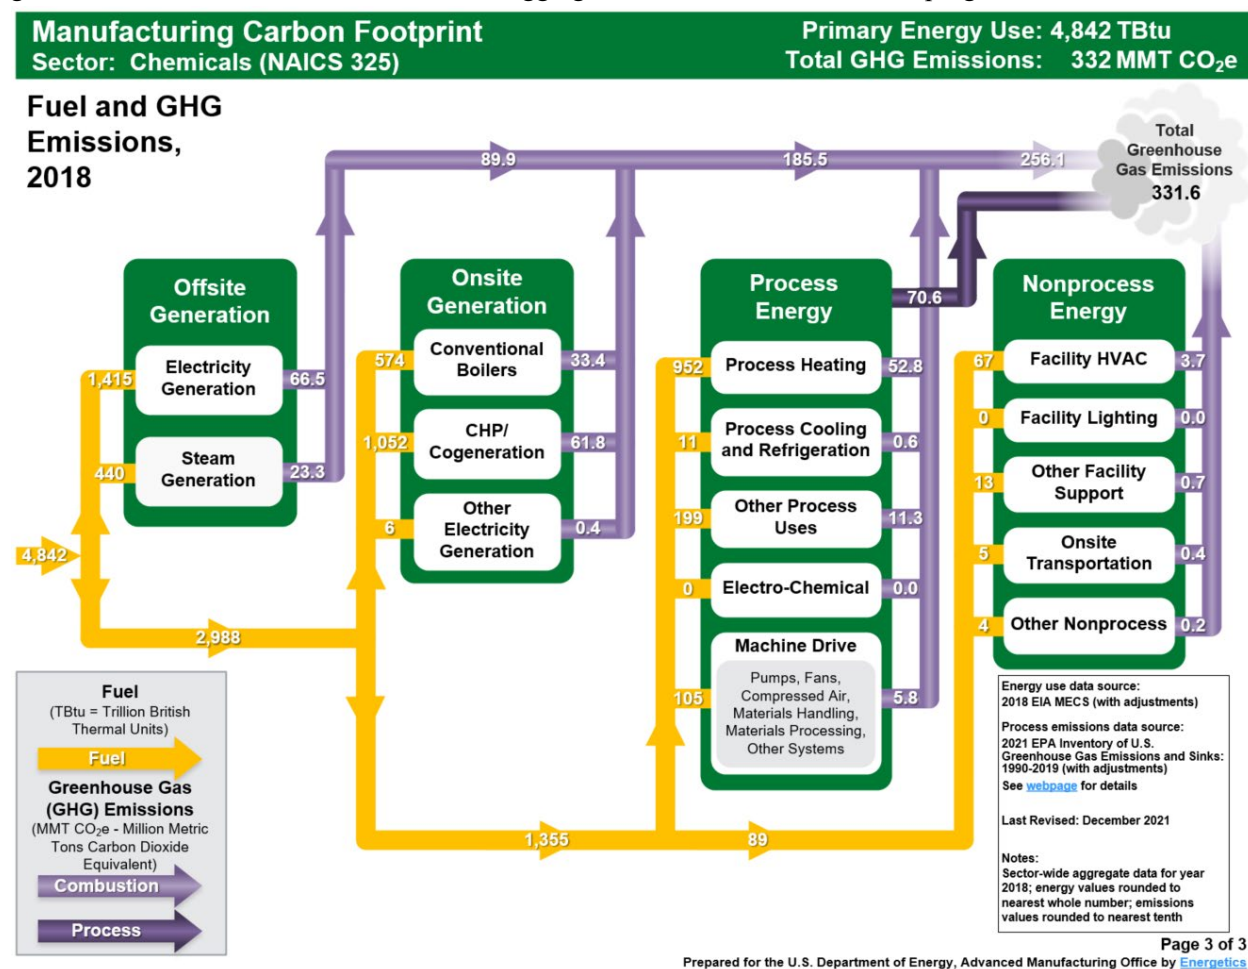 Manufacturing Carbon Footprint
Sector: Chemicals (NAICS 325)
Primary Energy Use: 4,842 TBtu
Total GHG Emissions: 332 MMT CO₂e
Fuel and GHG
Emissions,
2018
Total
Greenhouse
Gas Emissions
331.6
89.9
185.5
256.1
Offsite
Generation
1,415
Electricity
Generation
66.5
440
Steam
Generation
23.3
4,842
2,988
Onsite
Generation
574
Conventional
Boilers
33.4
1,052
CHP/
Cogeneration
61.8
6
Other
Electricity
Generation
0.4
Process
Energy
70.6
952
Process Heating
52.8
11
Process Cooling
and Refrigeration
0.6
199
Other Process
Uses
11.3
0
Electro-Chemical
0.0
Machine Drive
105
Pumps, Fans,
Compressed Air,
Materials Handling,
Materials Processing,
Other Systems
5.8
1,355
89
Nonprocess
Energy
67
Facility HVAC
3.7
0
Facility Lighting
0.0
13
Other Facility
Support
0.7
5
Onsite
Transportation
0.4
4
Other Nonprocess
0.2
Fuel
(TBtu = Trillion British
Thermal Units)
Fuel
Greenhouse Gas
(GHG) Emissions
(MMT CO₂e - Million Metric
Tons Carbon Dioxide
Equivalent)
Combustion
Process
Energy use data source:
2018 EIA MECS (with adjustments)
Process emissions data source:
2021 EPA Inventory of U.S.
Greenhouse Gas Emissions and Sinks:
1990-2019 (with adjustments)
See webpage for details
Last Revised: December 2021
Notes:
Sector-wide aggregate data for year
2018; energy values rounded to
nearest whole number; emissions
values rounded to nearest tenth
Page 3 of 3
Prepared for the U.S. Department of Energy, Advanced Manufacturing Office by Energetics